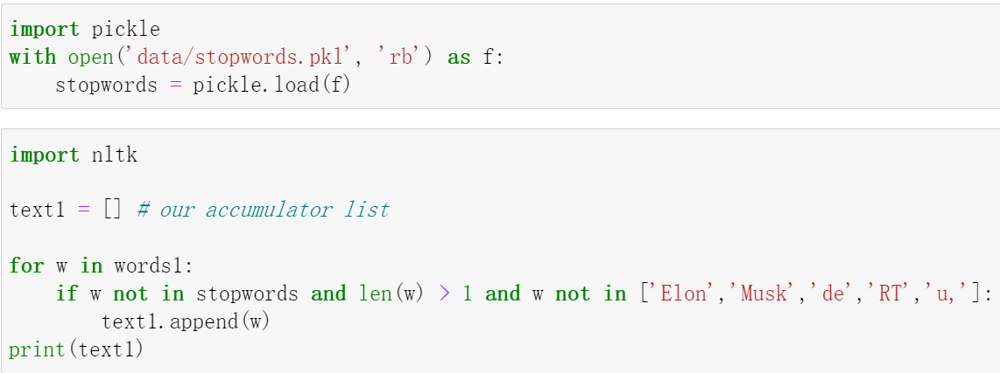 import pickle
with open('data/stopwords.pkl', 'rb') as f:
    stopwords = pickle.load(f)
import nltk
text1 = [] # our accumulator list
for w in words1:
    if w not in stopwords and len(w) > 1 and w not in ['Elon','Musk','de','RT','u,']:
        text1.append(w)
print(text1)